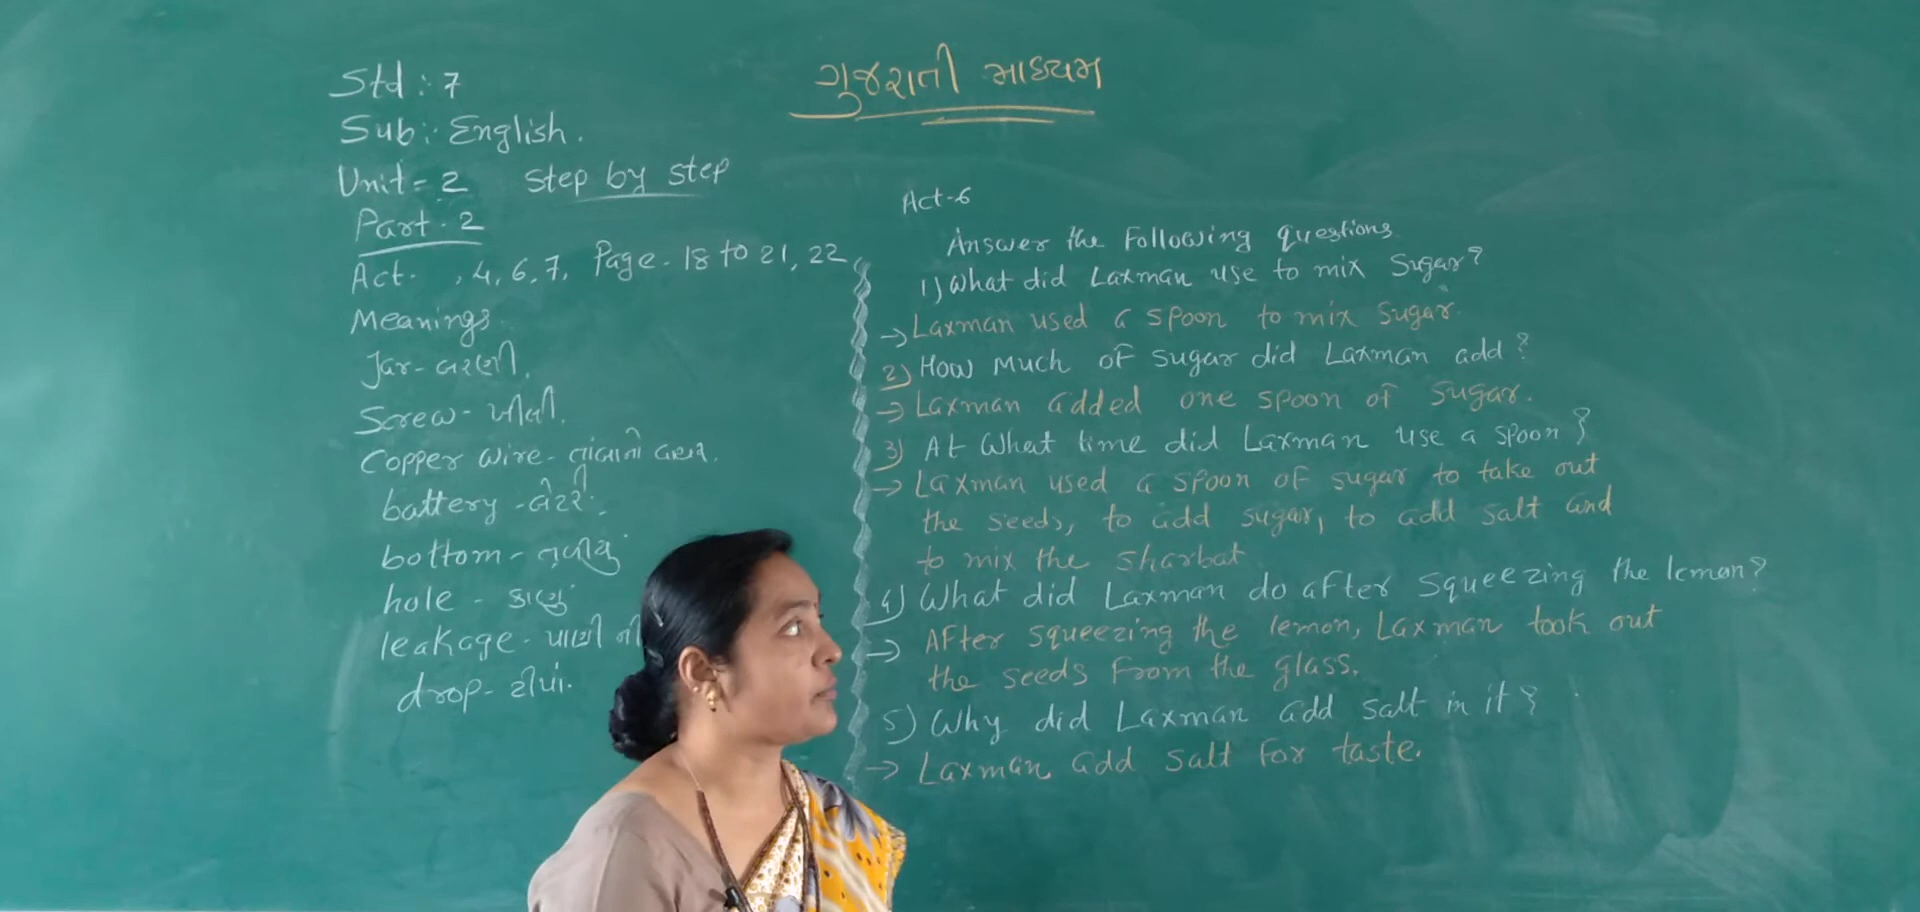 ગુજરાતી માધ્યમ
Std : 7
Sub : English.
Unit = 2 Step by step
Part - 2
Act. , 4, 6, 7, Page - 18 to 21, 22
Meanings
Jar - બરણી.
Screw - ખીલી.
Copper wire - તાંબાનો વાયર.
battery - બેટરી.
bottom - તળીયું
hole - કાણું
leakage - પાણી
drop - ટીપાં.
Act - 6
Answer the Following questions
1) What did Laxman use to mix Sugar?
→ Laxman used a spoon to mix sugar.
2) How Much of sugar did Laxman add?
→ Laxman added one spoon of sugar.
3) At What time did Laxman use a spoon?
→ Laxman used a spoon of sugar to take out
the seeds, to add sugar, to add salt and
to mix the sharbat
4) What did Laxman do after squeezing the lemon?
→ After squeezing the lemon, Laxman took out
the seeds From the glass.
5) Why did Laxman add salt in it?
→ Laxman add salt for taste.